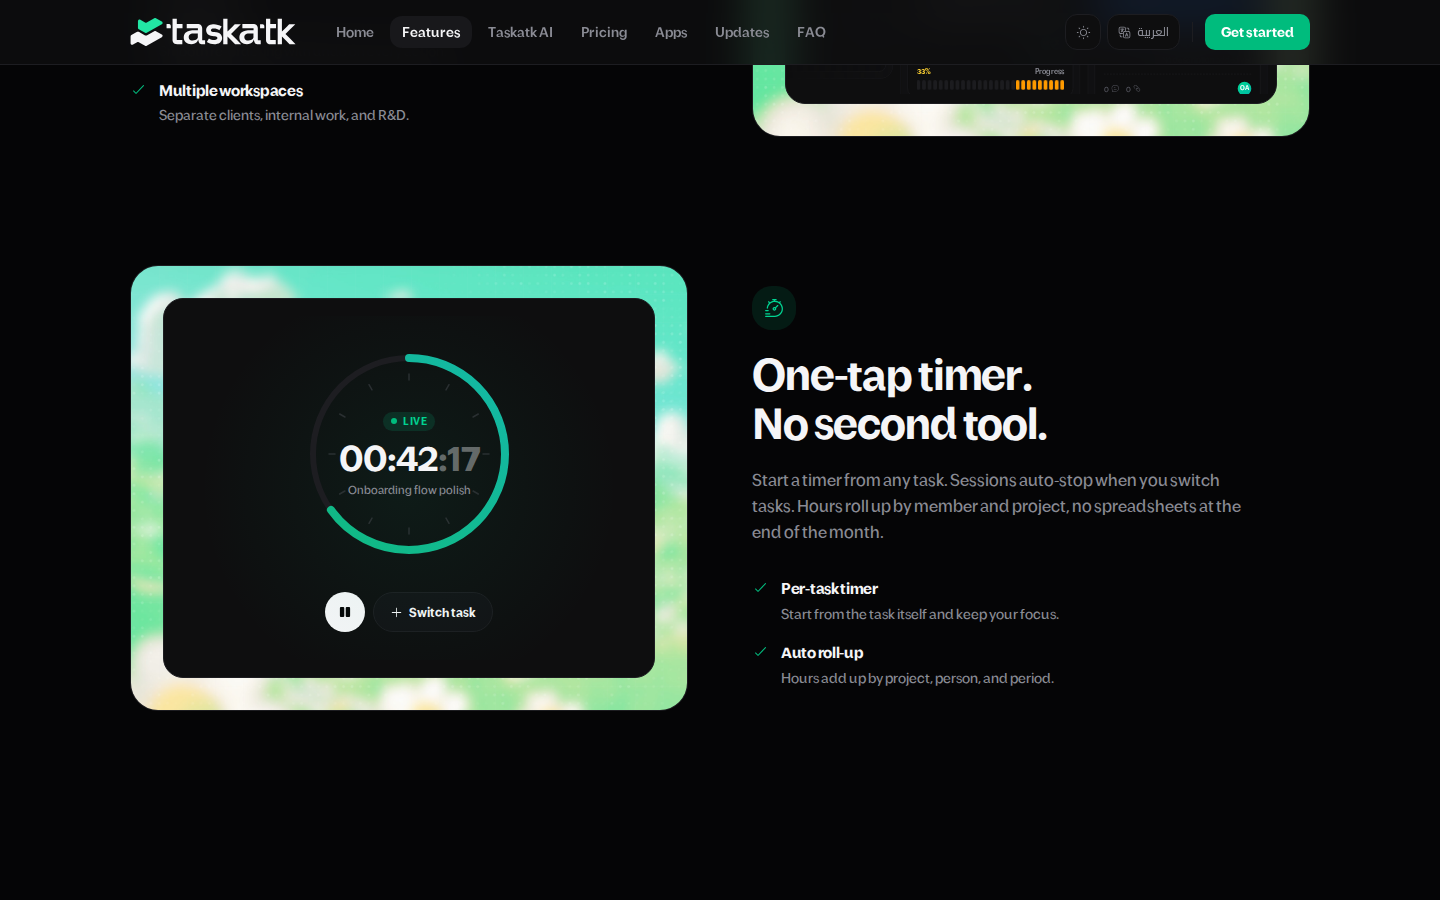 taskatk
Home
Features
Taskatk AI
Pricing
Apps
Updates
FAQ
العربية
Get started
Multiple workspaces
Separate clients, internal work, and R&D.
33%
Progress
0
0
OA
LIVE
00:42:17
Onboarding flow polish
Switch task
One-tap timer.
No second tool.
Start a timer from any task. Sessions auto-stop when you switch
tasks. Hours roll up by member and project, no spreadsheets at the
end of the month.
Per-task timer
Start from the task itself and keep your focus.
Auto roll-up
Hours add up by project, person, and period.